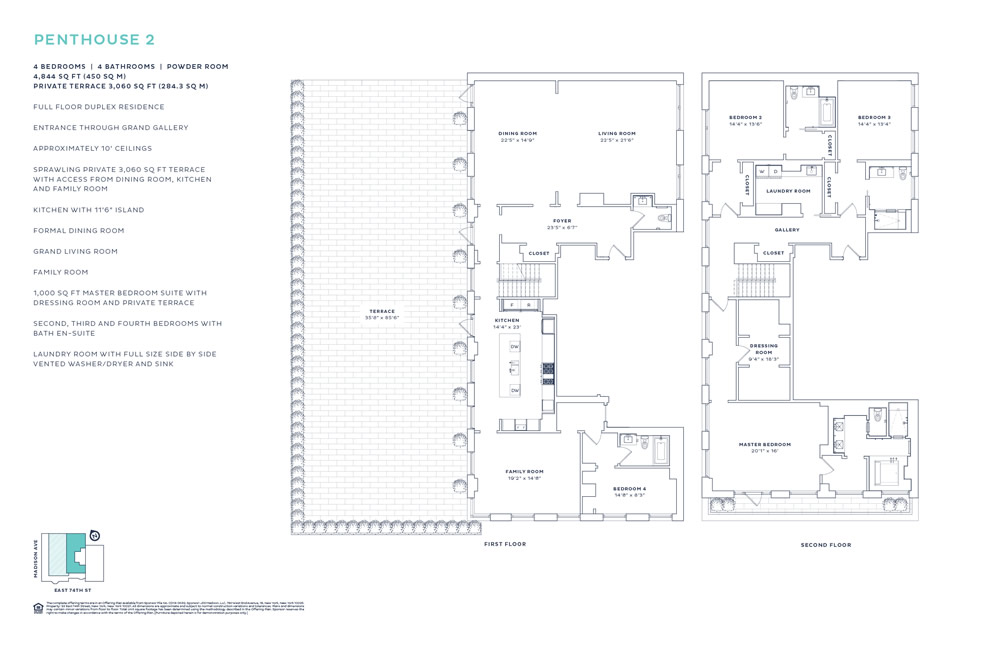 PENTHOUSE 2
4 BEDROOMS | 4 BATHROOMS | POWDER ROOM
4,844 SQ FT (450 SQ M)
PRIVATE TERRACE 3,060 SQ FT (284.3 SQ M)
FULL FLOOR DUPLEX RESIDENCE
ENTRANCE THROUGH GRAND GALLERY
APPROXIMATELY 10' CEILINGS
SPRAWLING PRIVATE 3,060 SQ FT TERRACE
WITH ACCESS FROM DINING ROOM, KITCHEN
AND FAMILY ROOM
KITCHEN WITH 11'6" ISLAND
FORMAL DINING ROOM
GRAND LIVING ROOM
FAMILY ROOM
1,000 SQ FT MASTER BEDROOM SUITE WITH
DRESSING ROOM AND PRIVATE TERRACE
SECOND, THIRD AND FOURTH BEDROOMS WITH
BATH EN-SUITE
LAUNDRY ROOM WITH FULL SIZE SIDE BY SIDE
VENTED WASHER/DRYER AND SINK
MADISON AVE
EAST 74TH ST
TERRACE
35'8" x 85'6"
DINING ROOM
22'5" x 14'9"
LIVING ROOM
22'5" x 21'6"
FOYER
23'5" x 8'7"
CLOSET
F
R
KITCHEN
14'4" x 23'
DW
DW
FAMILY ROOM
19'2" x 14'8"
BEDROOM 4
14'8" x 8'3"
FIRST FLOOR
BEDROOM 2
14'4" x 13'6"
BEDROOM 3
14'4" x 13'4"
CLOSET
CLOSET
CLOSET
W
D
LAUNDRY ROOM
GALLERY
CLOSET
DRESSING
ROOM
9'4" x 18'3"
MASTER BEDROOM
20'1" x 16'
SECOND FLOOR